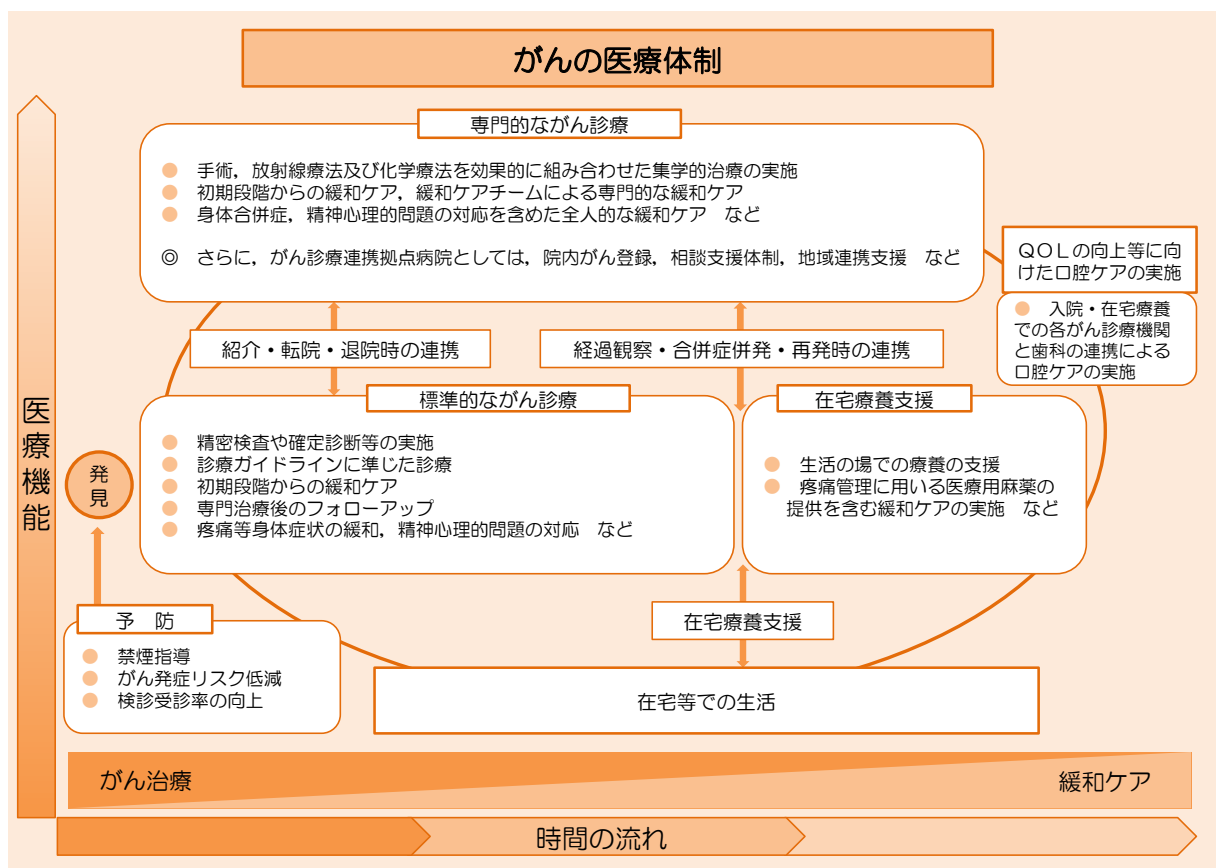 がんの医療体制
専門的ながん診療
● 手術，放射線療法及び化学療法を効果的に組み合わせた集学的治療の実施
● 初期段階からの緩和ケア，緩和ケアチームによる専門的な緩和ケア
● 身体合併症，精神心理的問題の対応を含めた全人的な緩和ケア　など
◎ さらに，がん診療連携拠点病院としては，院内がん登録，相談支援体制，地域連携支援　など
ＱＯＬの向上等に向
けた口腔ケアの実施
● 入院・在宅療養
での各がん診療機関
と歯科の連携による
口腔ケアの実施
紹介・転院・退院時の連携
経過観察・合併症併発・再発時の連携
標準的ながん診療
● 精密検査や確定診断等の実施
● 診療ガイドラインに準じた診療
● 初期段階からの緩和ケア
● 専門治療後のフォローアップ
● 疼痛等身体症状の緩和，精神心理的問題の対応　など
在宅療養支援
● 生活の場での療養の支援
● 疼痛管理に用いる医療用麻薬の
提供を含む緩和ケアの実施　など
医療機能
発
見
予　防
● 禁煙指導
● がん発症リスク低減
● 検診受診率の向上
在宅療養支援
在宅等での生活
がん治療
緩和ケア
時間の流れ